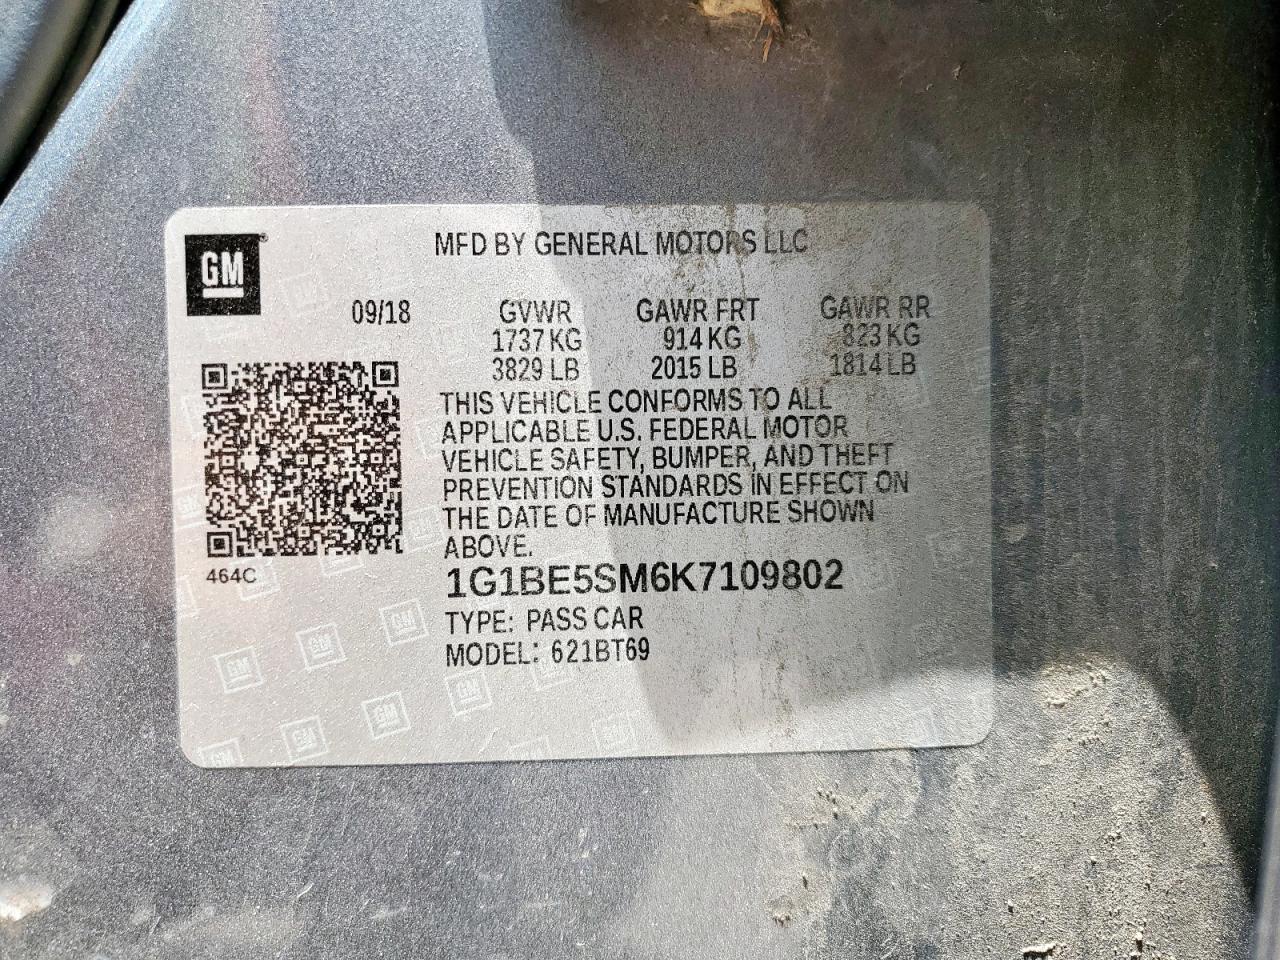 GM
MFD BY GENERAL MOTORS LLC
09/18 GVWR GAWR FRT GAWR RR
1737 KG 914 KG 823 KG
3829 LB 2015 LB 1814 LB
THIS VEHICLE CONFORMS TO ALL
APPLICABLE U.S. FEDERAL MOTOR
VEHICLE SAFETY, BUMPER, AND THEFT
PREVENTION STANDARDS IN EFFECT ON
THE DATE OF MANUFACTURE SHOWN
ABOVE.
464C
1G1BE5SM6K7109802
TYPE: PASS CAR
MODEL: 621BT69